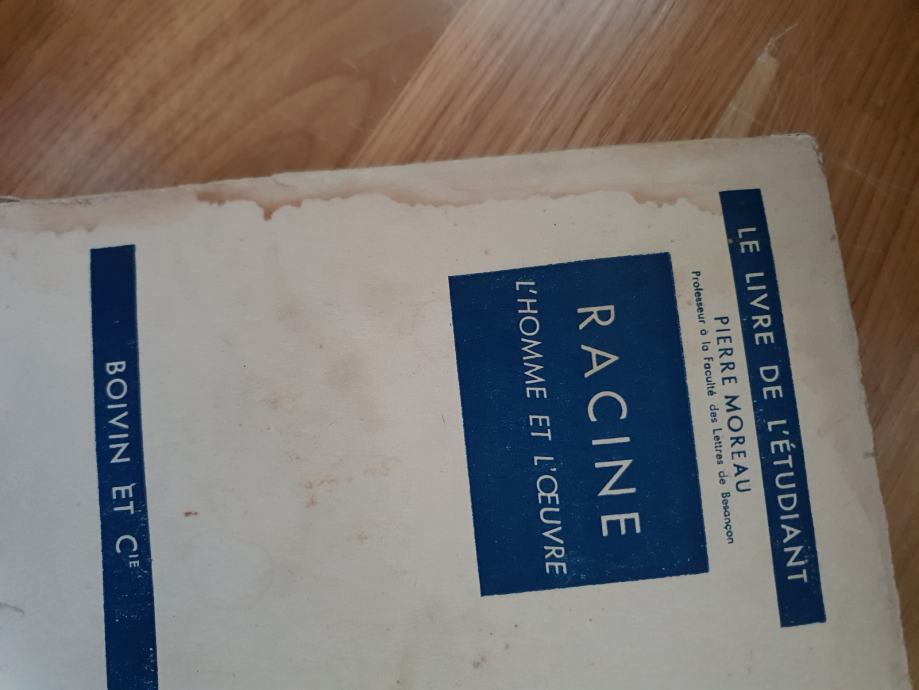 LE LIVRE DE L'ÉTUDIANT
PIERRE MOREAU
Professeur à la Faculté des Lettres de Besançon
RACINE
L'HOMME ET L'ŒUVRE
BOIVIN ET CIE